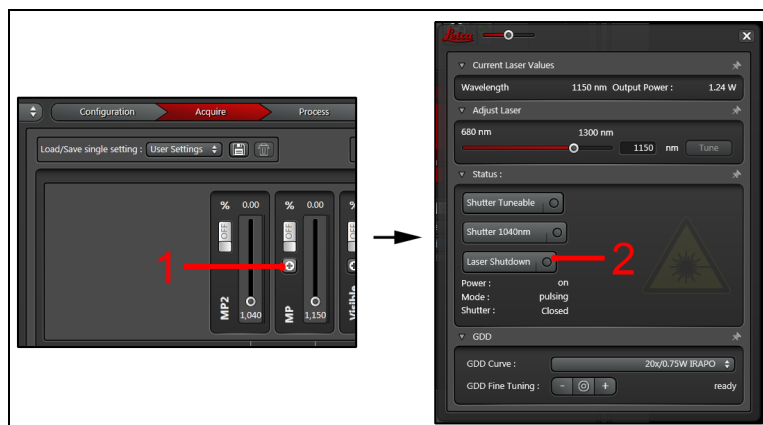 Configuration Acquire Process
Load/Save single setting : User Settings
% 0.00 % 0.00 %
OFF OFF OFF
1
MP2 MP Visible
1,040 1,150
Leica
Current Laser Values
Wavelength 1150 nm Output Power : 1.24 W
Adjust Laser
680 nm 1300 nm
1150 nm Tune
Status :
Shutter Tuneable
Shutter 1040nm
Laser Shutdown 2
Power : on
Mode : pulsing
Shutter : Closed
GDD
GDD Curve : 20x/0.75W IRAPO
GDD Fine Tuning : - + ready